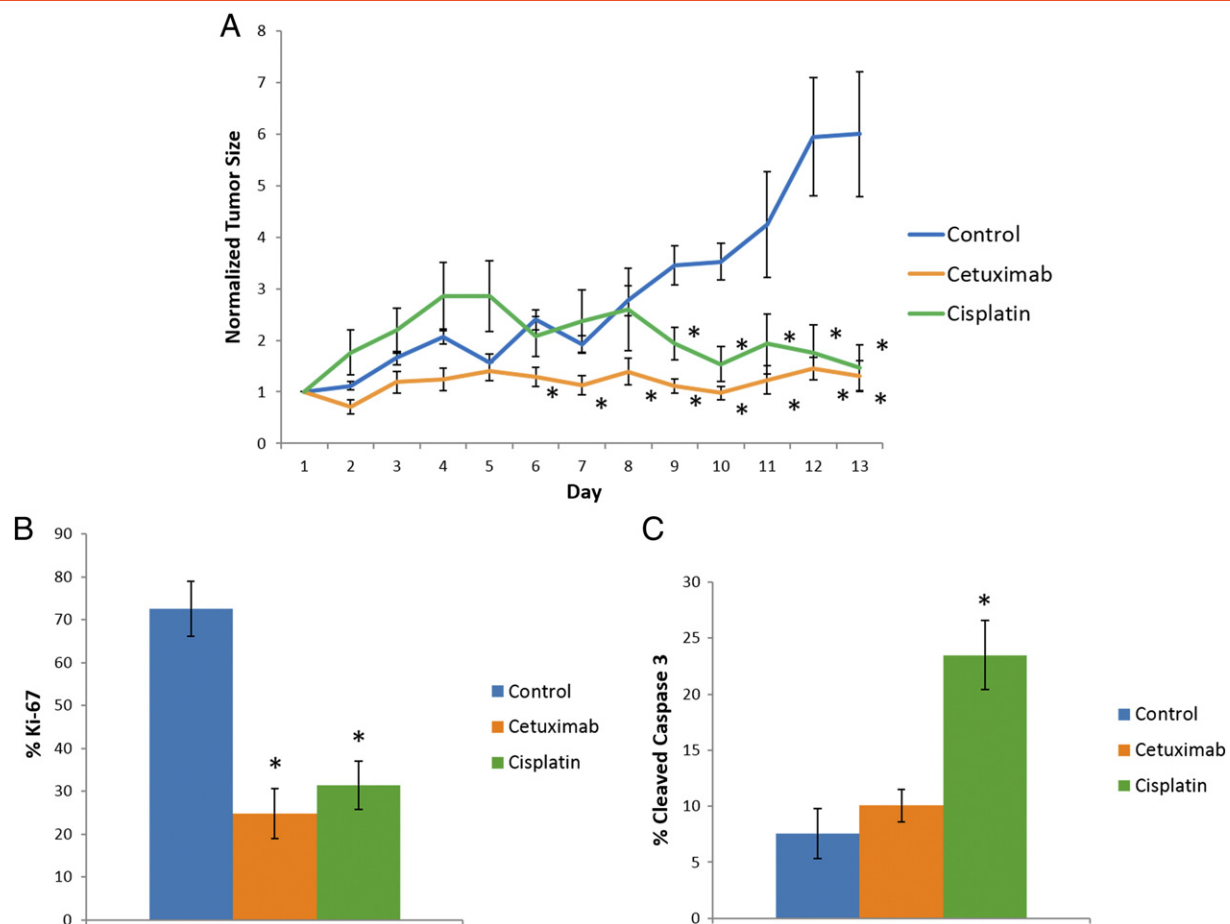 A
8
7
6
5
4
3
2
1
0
Normalized Tumor Size
* * * * *
* * * * * * * *
1 2 3 4 5 6 7 8 9 10 11 12 13
Day
Control
Cetuximab
Cisplatin
B
90
80
70
60
50
40
30
20
10
0
% Ki-67
* *
Control
Cetuximab
Cisplatin
C
30
25
20
15
10
5
0
% Cleaved Caspase 3
*
Control
Cetuximab
Cisplatin